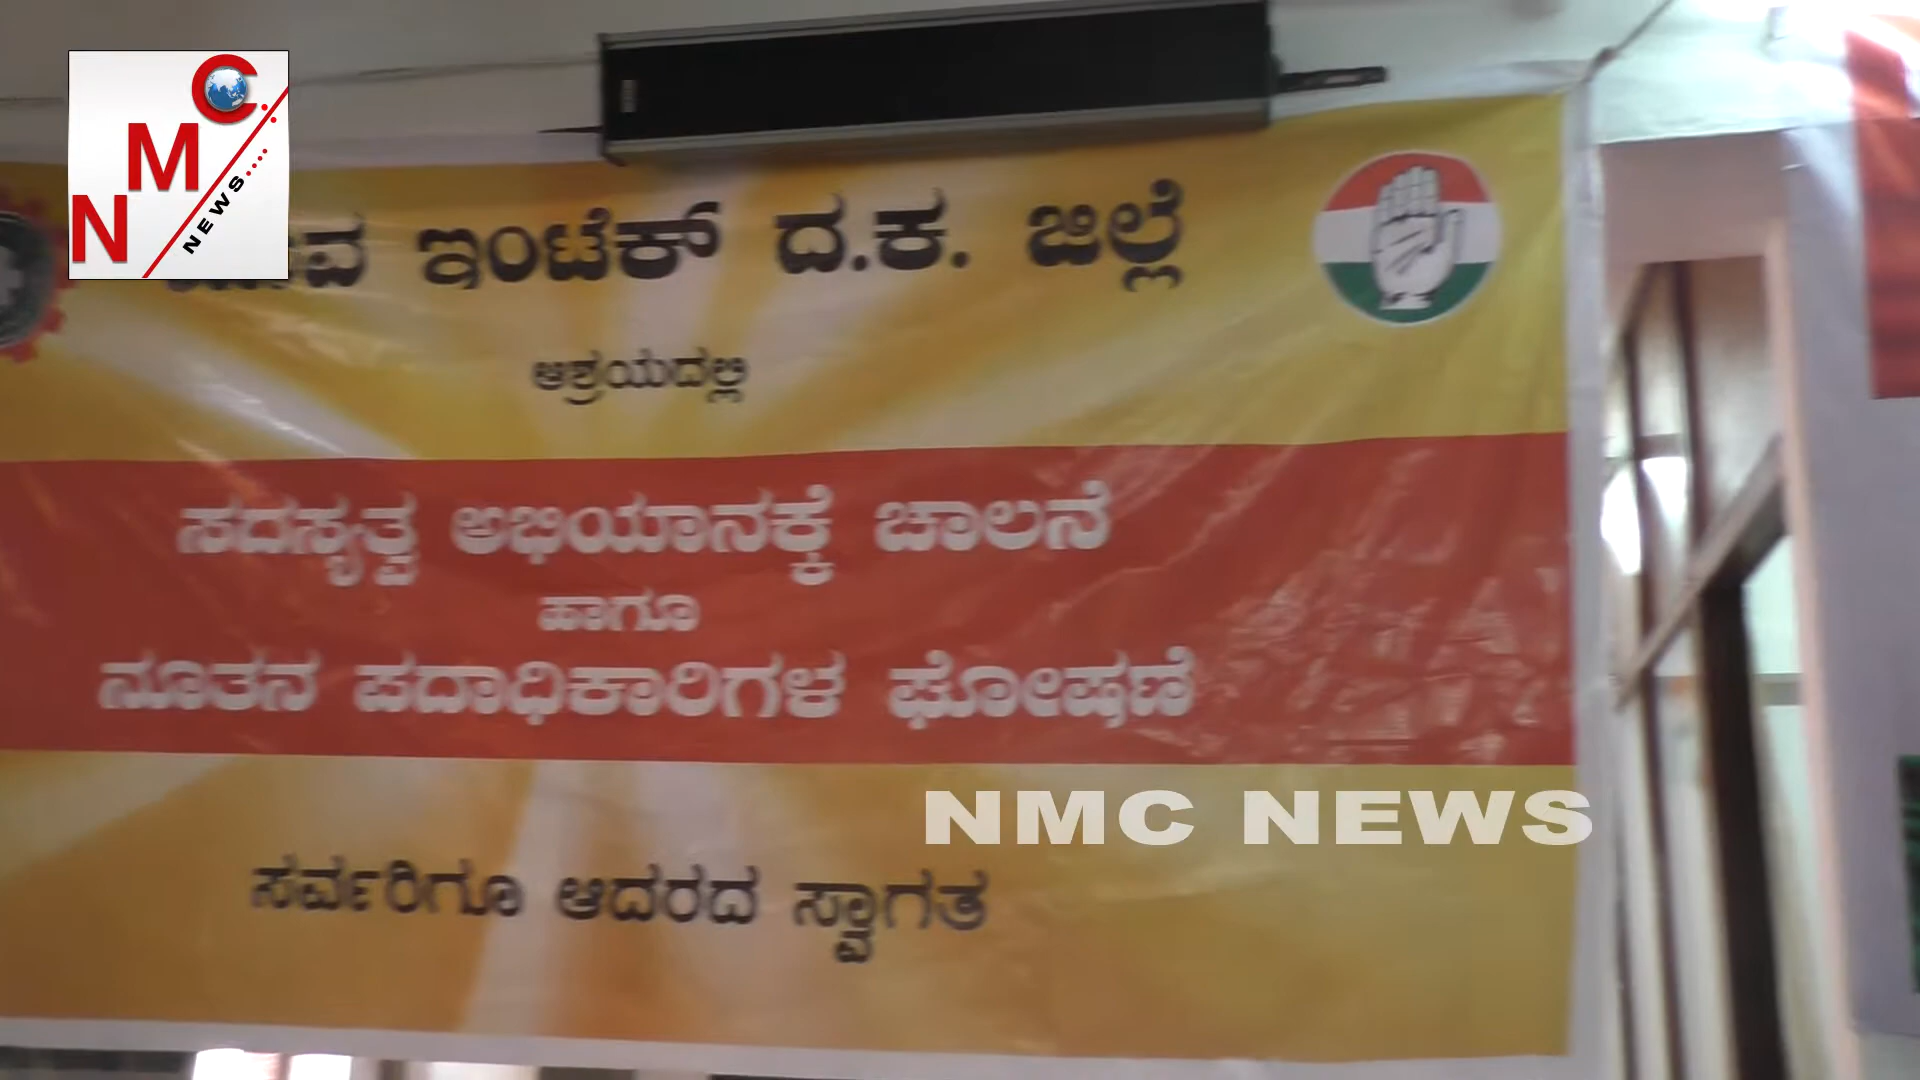 NMC
NEWS....
ಇಂಟೆಕ್ ದ.ಕ. ಜಿಲ್ಲೆ
ಆಶ್ರಯದಲ್ಲಿ
ಸದಸ್ಯತ್ವ ಅಭಿಯಾನಕ್ಕೆ ಚಾಲನೆ
ಹಾಗೂ
ನೂತನ ಪದಾಧಿಕಾರಿಗಳ ಘೋಷಣೆ
NMC NEWS
ಸರ್ವರಿಗೂ ಆದರದ ಸ್ವಾಗತ